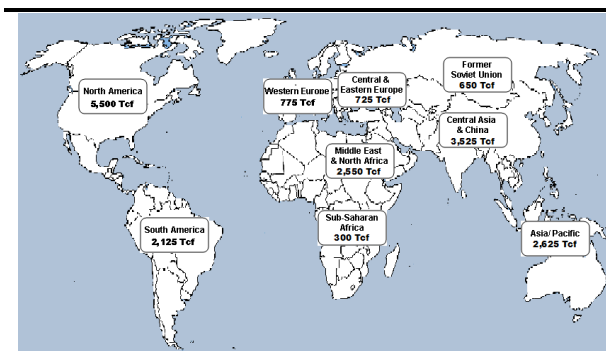 North America
5,500 Tcf
Western Europe
775 Tcf
Central &
Eastern Europe
725 Tcf
Former
Soviet Union
650 Tcf
Central Asia
& China
3,525 Tcf
Middle East
& North Africa
2,550 Tcf
South America
2,125 Tcf
Sub-Saharan
Africa
300 Tcf
Asia/Pacific
2,625 Tcf